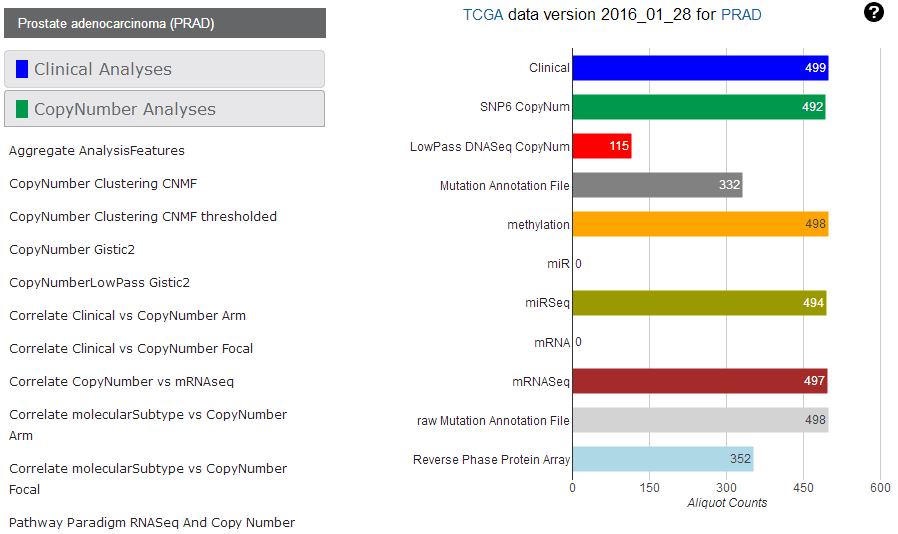 Prostate adenocarcinoma (PRAD)
Clinical Analyses
CopyNumber Analyses
Aggregate AnalysisFeatures
CopyNumber Clustering CNMF
CopyNumber Clustering CNMF thresholded
CopyNumber Gistic2
CopyNumberLowPass Gistic2
Correlate Clinical vs CopyNumber Arm
Correlate Clinical vs CopyNumber Focal
Correlate CopyNumber vs mRNAseq
Correlate molecularSubtype vs CopyNumber
Arm
Correlate molecularSubtype vs CopyNumber
Focal
Pathway Paradigm RNASeq And Copy Number
TCGA data version 2016_01_28 for PRAD
?
Clinical 499
SNP6 CopyNum 492
LowPass DNASeq CopyNum 115
Mutation Annotation File 332
methylation 498
miR 0
miRSeq 494
mRNA 0
mRNASeq 497
raw Mutation Annotation File 498
Reverse Phase Protein Array 352
0 150 300 450 600
Aliquot Counts